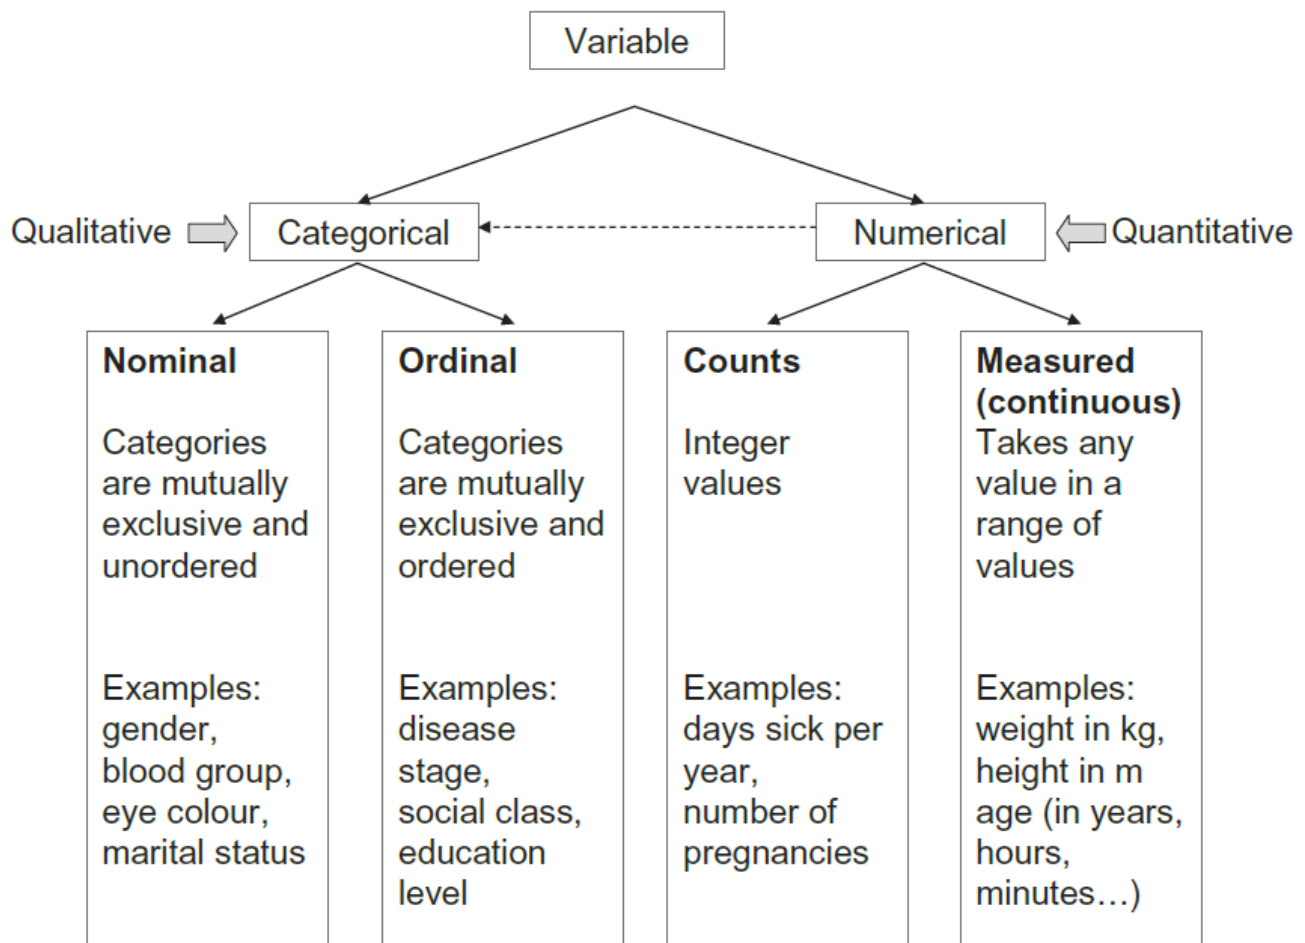 Variable
Qualitative
Categorical
Numerical
Quantitative
Nominal
Categories
are mutually
exclusive and
unordered
Examples:
gender,
blood group,
eye colour,
marital status
Ordinal
Categories
are mutually
exclusive and
ordered
Examples:
disease
stage,
social class,
education
level
Counts
Integer
values
Examples:
days sick per
year,
number of
pregnancies
Measured
(continuous)
Takes any
value in a
range of
values
Examples:
weight in kg,
height in m
age (in years,
hours,
minutes…)